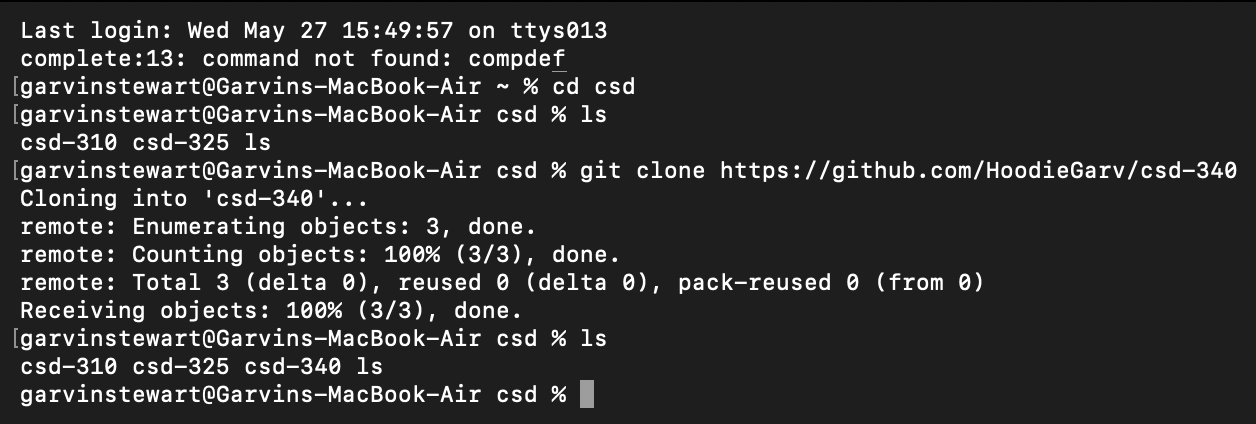 Last login: Wed May 27 15:49:57 on ttys013
complete:13: command not found: compdef
[garvinstewart@Garvins-MacBook-Air ~ % cd csd
[garvinstewart@Garvins-MacBook-Air csd % ls
csd-310 csd-325 ls
[garvinstewart@Garvins-MacBook-Air csd % git clone https://github.com/HoodieGarv/csd-340
Cloning into 'csd-340'...
remote: Enumerating objects: 3, done.
remote: Counting objects: 100% (3/3), done.
remote: Total 3 (delta 0), reused 0 (delta 0), pack-reused 0 (from 0)
Receiving objects: 100% (3/3), done.
[garvinstewart@Garvins-MacBook-Air csd % ls
csd-310 csd-325 csd-340 ls
garvinstewart@Garvins-MacBook-Air csd %